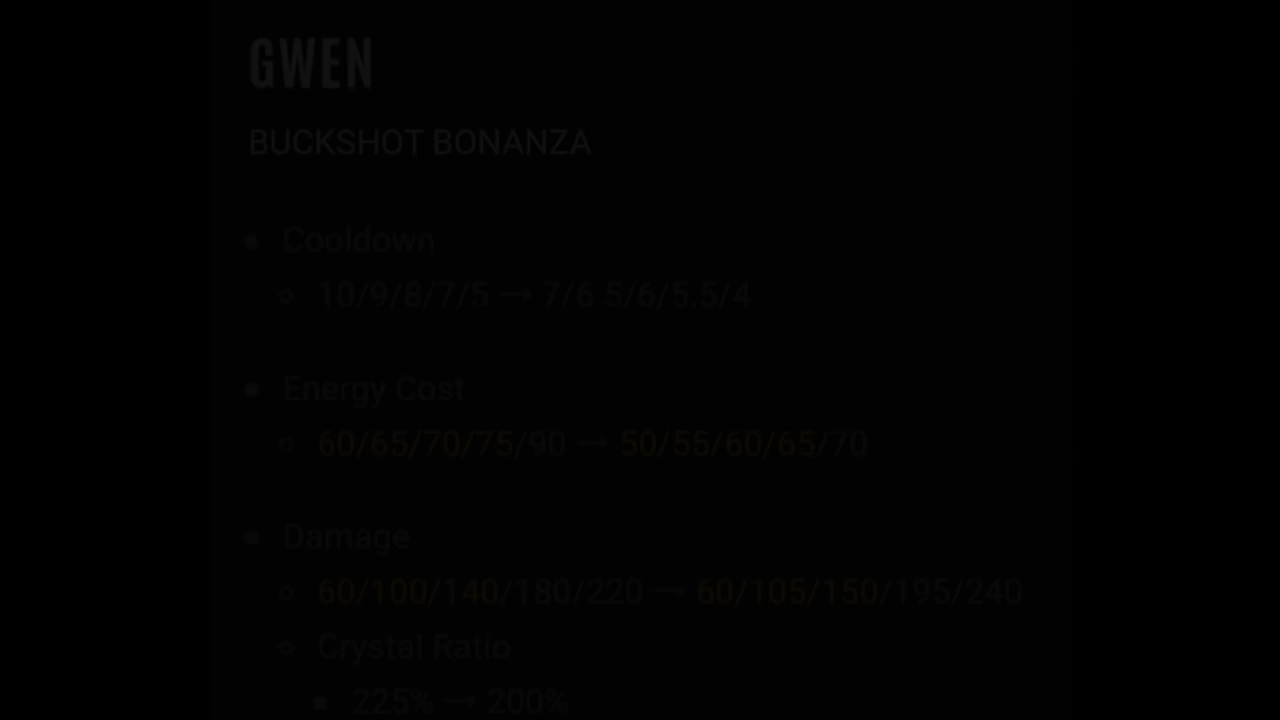 GWEN
BUCKSHOT BONANZA
Cooldown
10/9/8/7/5 → 7/6.5/6/5.5/4
Energy Cost
60/65/70/75/90 → 50/55/60/65/70
Damage
60/100/140/180/220 → 60/105/150/195/240
Crystal Ratio
225% → 200%